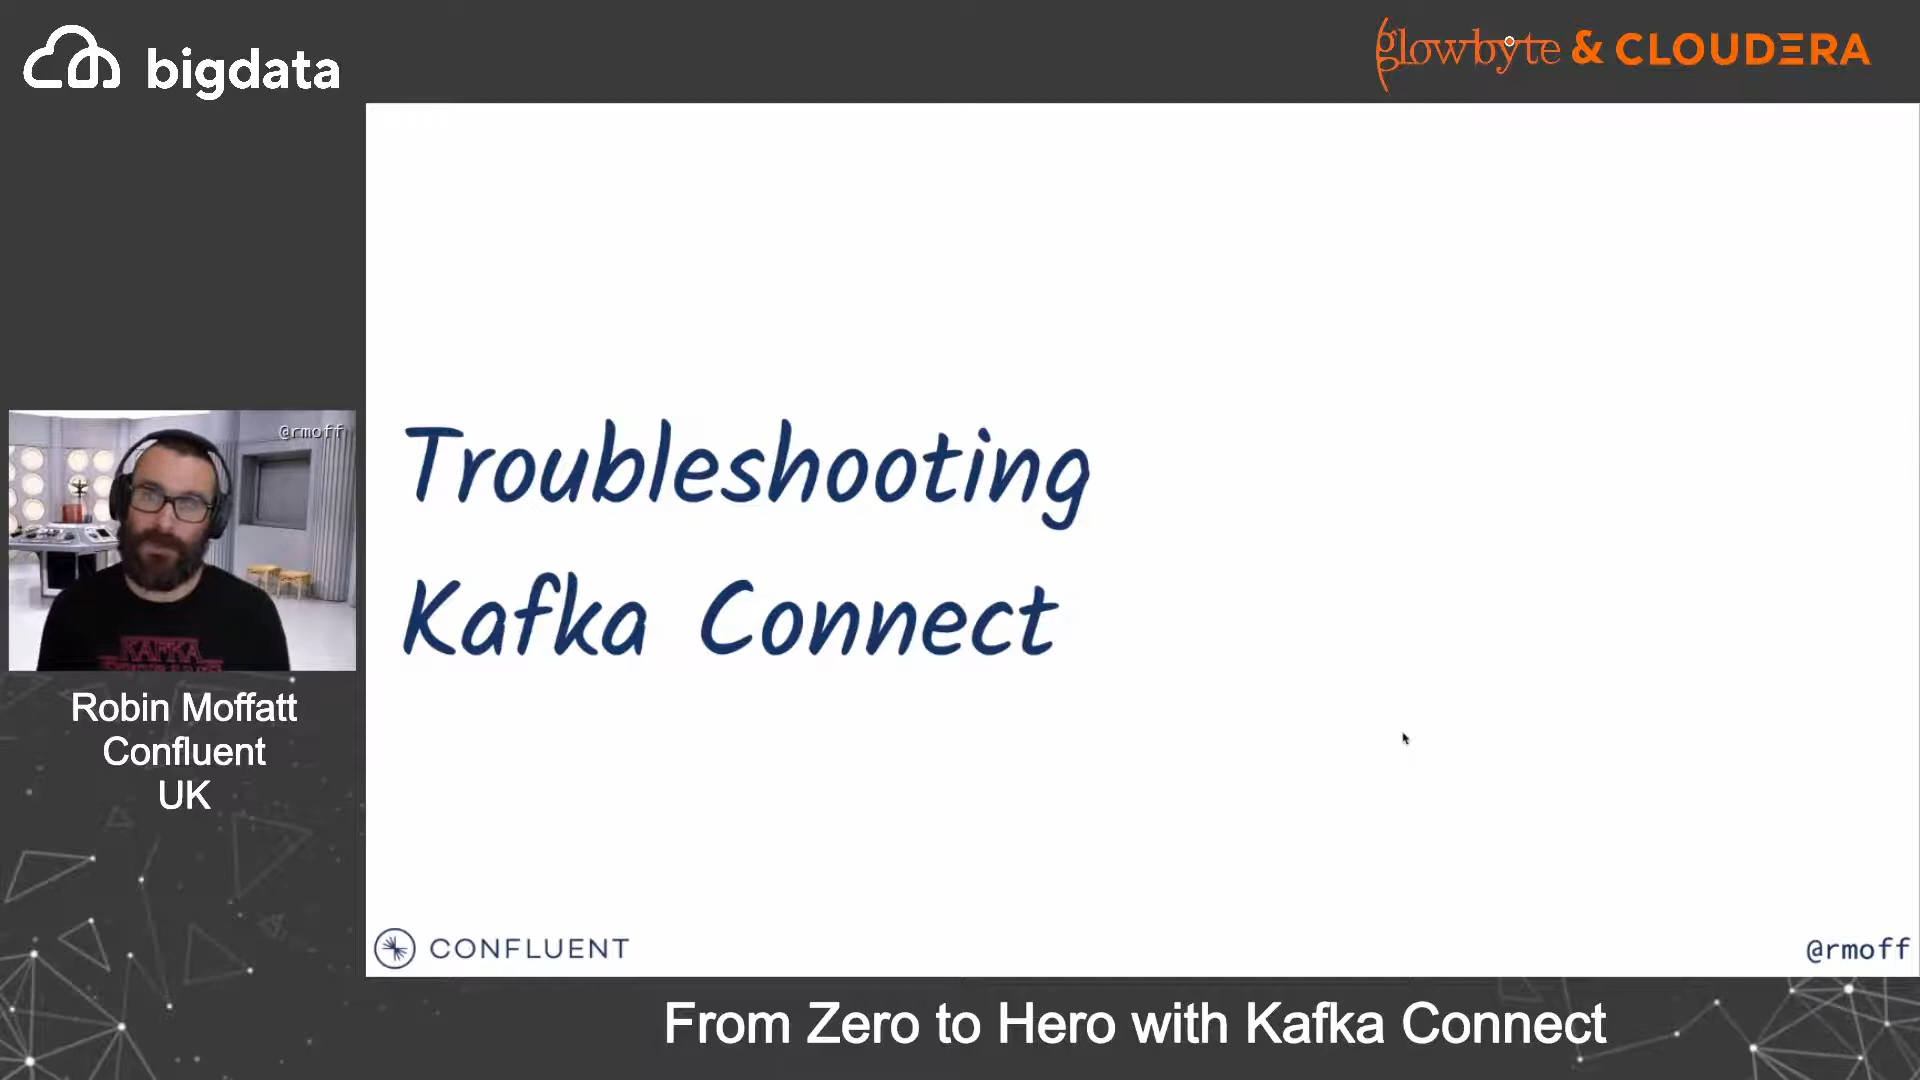 bigdata
glowbyte & CLOUDERA
@rmoff
KAFKA
Robin Moffatt
Confluent
UK
Troubleshooting
Kafka Connect
CONFLUENT
@rmoff
From Zero to Hero with Kafka Connect